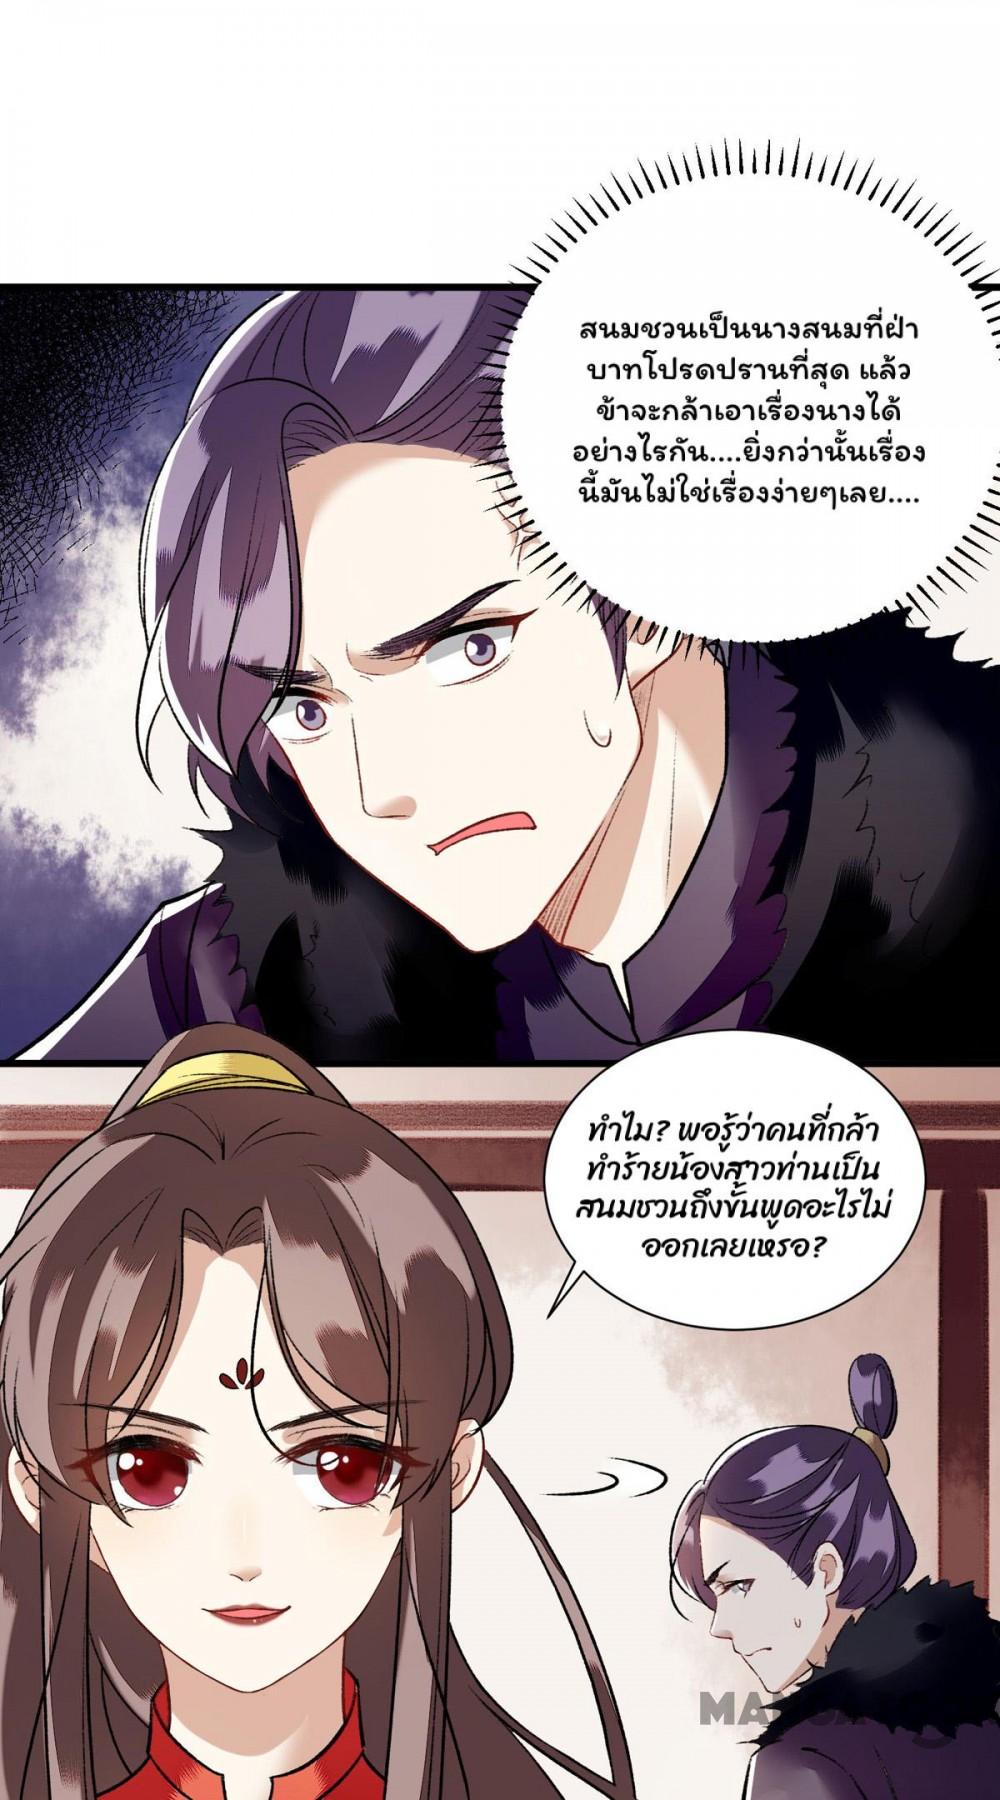 สนมชวนเป็นนางสนมที่ฝ่า
บาทโปรดปรานที่สุด แล้ว
ข้าจะกล้าเอาเรื่องนางได้
อย่างไรกัน....ยิ่งกว่านั้นเรื่อง
นี้มันไม่ใช่เรื่องง่ายๆเลย....
ทำไม? พอรู้ว่าคนที่กล้า
ทำร้ายน้องสาวท่านเป็น
สนมชวนถึงขั้นพูดอะไรไม่
ออกเลยเหรอ?